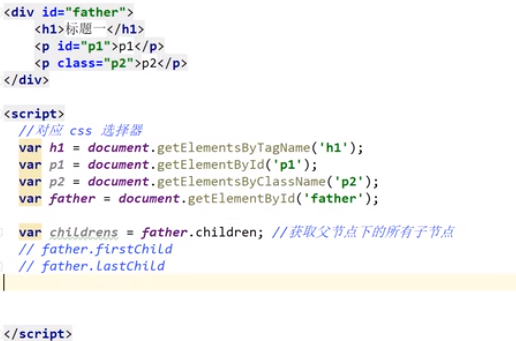 <div id="father">
    <h1>标题一</h1>
    <p id="p1">p1</p>
    <p class="p2">p2</p>
</div>
<script>
  //对应 css 选择器
  var h1 = document.getElementsByTagName('h1');
  var p1 = document.getElementById('p1');
  var p2 = document.getElementsByClassName('p2');
  var father = document.getElementById('father');
  var childrens = father.children; //获取父节点下的所有子节点
  // father.firstChild
  // father.lastChild
</script>